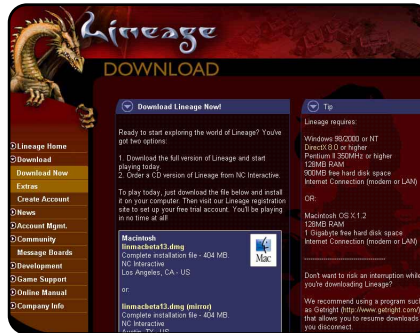 Lineage
DOWNLOAD
Lineage Home
Download
Download Now
Extras
Create Account
News
Account Mgmt.
Community
Message Boards
Development
Game Support
Online Manual
Company Info
Download Lineage Now!
Ready to start exploring the world of Lineage? You've
got two options:
1. Download the full version of Lineage and start
playing today.
2. Order a CD version of Lineage from NC Interactive.
To play today, just download the file below and install
it on your computer. Then visit our Lineage registration
site to set up your free trial account. You'll be playing
in no time at all!
Macintosh
linmacbeta13.dmg
Complete installation file - 404 MB.
NC Interactive
Los Angeles, CA - US
Mac
or:
linmacbeta13.dmg (mirror)
Complete installation file - 404 MB.
NC Interactive
Austin, TX - US
Tip
Lineage requires:
Windows 98/2000 or NT
DirectX 8.0 or higher
Pentium II 350MHz or higher
128MB RAM
900MB free hard disk space
Internet Connection (modem or LAN)
OR:
Macintosh OS X.1.2
128MB RAM
1 Gigabyte free hard disk space
Internet Connection (modem or LAN)
Don't want to risk an interruption while
you're downloading Lineage?
We recommend using a program such
as Getright (http://www.getright.com)
that allows you to resume downloads
you disconnect.